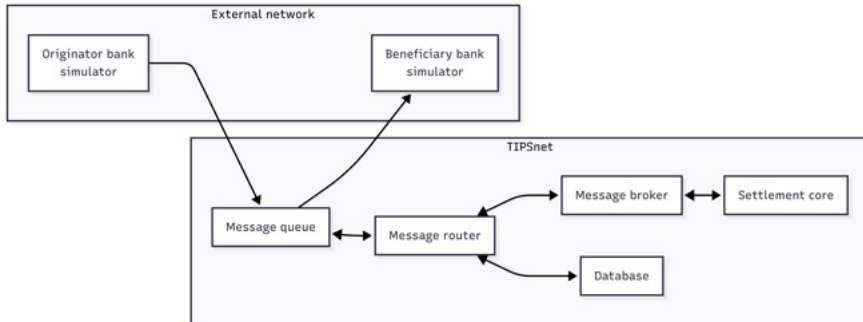 External network
Originator bank
simulator
Beneficiary bank
simulator
TIPSnet
Message queue
Message router
Message broker
Settlement core
Database